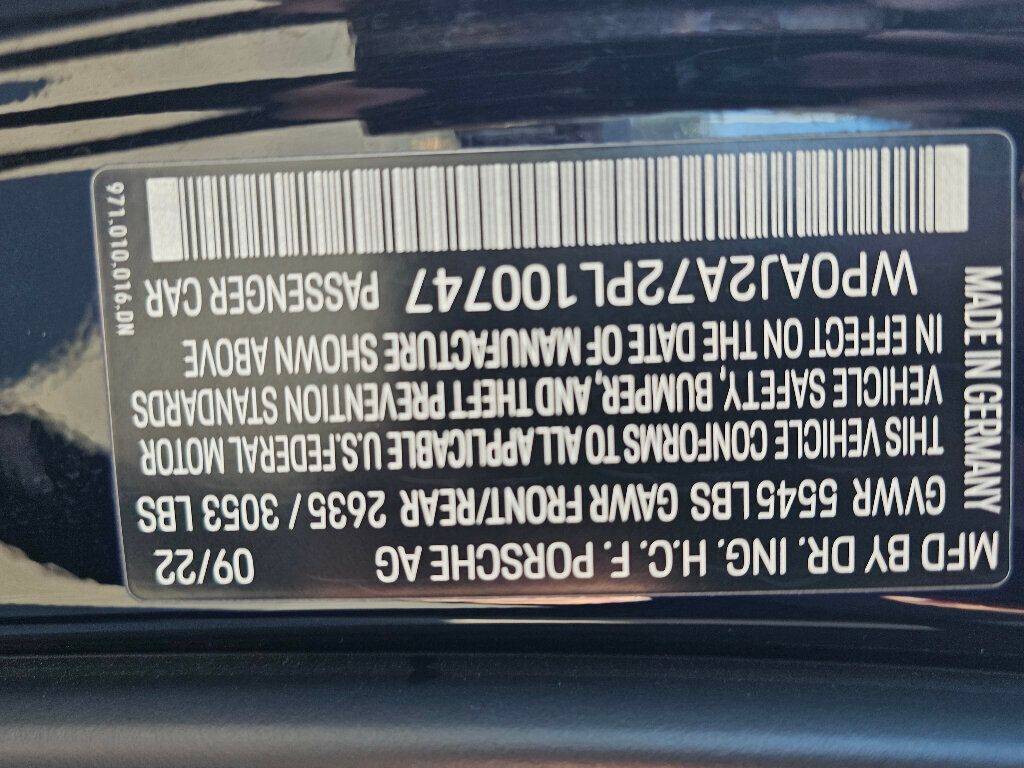 MFD BY DR. ING. H.C. F. PORSCHE AG 09/22
GVWR 5545 LBS GAWR FRONT/REAR 2635 / 3053 LBS
THIS VEHICLE CONFORMS TO ALL APPLICABLE U.S. FEDERAL MOTOR
VEHICLE SAFETY, BUMPER, AND THEFT PREVENTION STANDARDS
IN EFFECT ON THE DATE OF MANUFACTURE SHOWN ABOVE
WP0AJ2A72PL100747 PASSENGER CAR
MADE IN GERMANY
971.010.016.DN